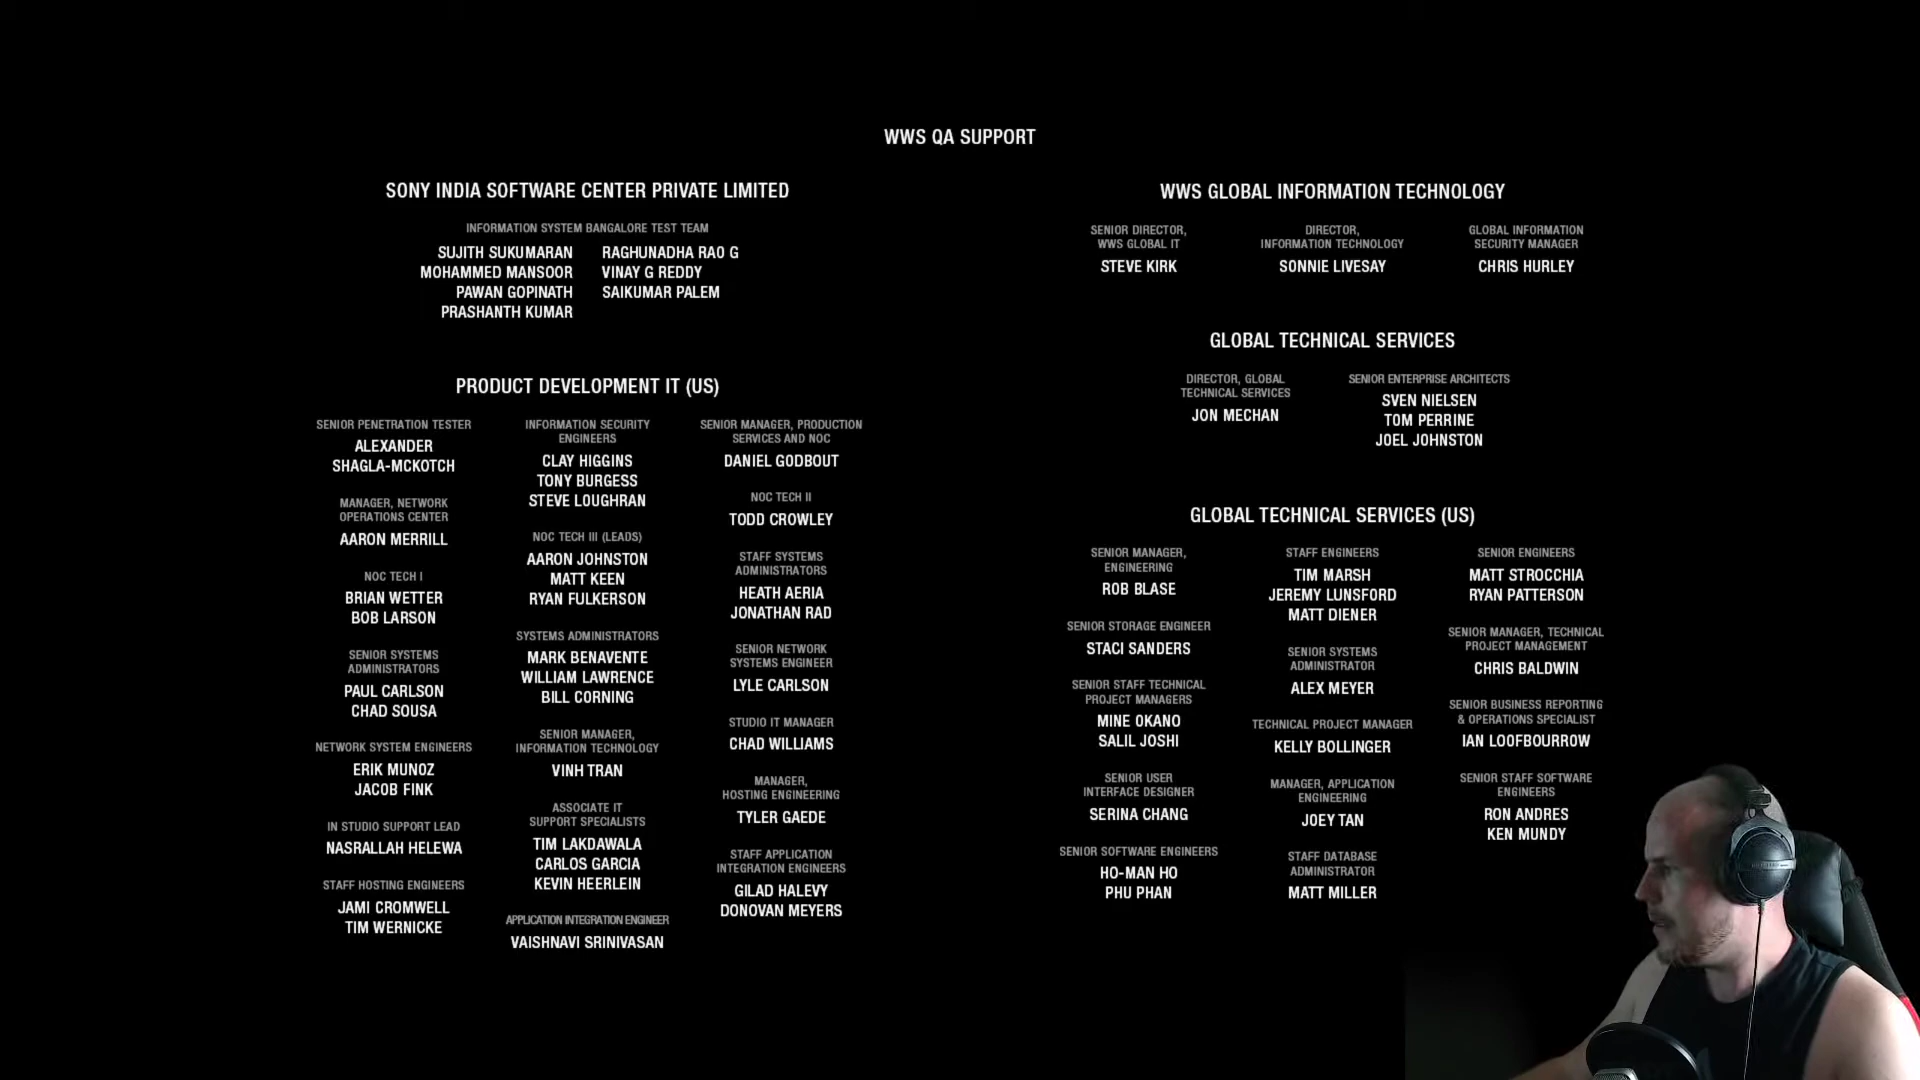 WWS QA SUPPORT
SONY INDIA SOFTWARE CENTER PRIVATE LIMITED
INFORMATION SYSTEM BANGALORE TEST TEAM
SUJITH SUKUMARAN RAGHUNADHA RAO G
MOHAMMED MANSOOR VINAY G REDDY
PAWAN GOPINATH SAIKUMAR PALEM
PRASHANTH KUMAR
PRODUCT DEVELOPMENT IT (US)
SENIOR PENETRATION TESTER
ALEXANDER
SHAGLA-MCKOTCH
MANAGER, NETWORK
OPERATIONS CENTER
AARON MERRILL
NOC TECH I
BRIAN WETTER
BOB LARSON
SENIOR SYSTEMS
ADMINISTRATORS
PAUL CARLSON
CHAD SOUSA
NETWORK SYSTEM ENGINEERS
ERIK MUNOZ
JACOB FINK
IN STUDIO SUPPORT LEAD
NASRALLAH HELEWA
STAFF HOSTING ENGINEERS
JAMI CROMWELL
TIM WERNICKE
INFORMATION SECURITY
ENGINEERS
CLAY HIGGINS
TONY BURGESS
STEVE LOUGHRAN
NOC TECH III (LEADS)
AARON JOHNSTON
MATT KEEN
RYAN FULKERSON
SYSTEMS ADMINISTRATORS
MARK BENAVENTE
WILLIAM LAWRENCE
BILL CORNING
SENIOR MANAGER,
INFORMATION TECHNOLOGY
VINH TRAN
ASSOCIATE IT
SUPPORT SPECIALISTS
TIM LAKDAWALA
CARLOS GARCIA
KEVIN HEERLEIN
APPLICATION INTEGRATION ENGINEER
VAISHNAVI SRINIVASAN
SENIOR MANAGER, PRODUCTION
SERVICES AND NOC
DANIEL GODBOUT
NOC TECH II
TODD CROWLEY
STAFF SYSTEMS
ADMINISTRATORS
HEATH AERIA
JONATHAN RAD
SENIOR NETWORK
SYSTEMS ENGINEER
LYLE CARLSON
STUDIO IT MANAGER
CHAD WILLIAMS
MANAGER,
HOSTING ENGINEERING
TYLER GAEDE
STAFF APPLICATION
INTEGRATION ENGINEERS
GILAD HALEVY
DONOVAN MEYERS
WWS GLOBAL INFORMATION TECHNOLOGY
SENIOR DIRECTOR,
WWS GLOBAL IT
STEVE KIRK
DIRECTOR,
INFORMATION TECHNOLOGY
SONNIE LIVESAY
GLOBAL INFORMATION
SECURITY MANAGER
CHRIS HURLEY
GLOBAL TECHNICAL SERVICES
DIRECTOR, GLOBAL
TECHNICAL SERVICES
JON MECHAN
SENIOR ENTERPRISE ARCHITECTS
SVEN NIELSEN
TOM PERRINE
JOEL JOHNSTON
GLOBAL TECHNICAL SERVICES (US)
SENIOR MANAGER,
ENGINEERING
ROB BLASE
SENIOR STORAGE ENGINEER
STACI SANDERS
SENIOR STAFF TECHNICAL
PROJECT MANAGERS
MINE OKANO
SALIL JOSHI
SENIOR USER
INTERFACE DESIGNER
SERINA CHANG
SENIOR SOFTWARE ENGINEERS
HO-MAN HO
PHU PHAN
STAFF ENGINEERS
TIM MARSH
JEREMY LUNSFORD
MATT DIENER
SENIOR SYSTEMS
ADMINISTRATOR
ALEX MEYER
TECHNICAL PROJECT MANAGER
KELLY BOLLINGER
MANAGER, APPLICATION
ENGINEERING
JOEY TAN
STAFF DATABASE
ADMINISTRATOR
MATT MILLER
SENIOR ENGINEERS
MATT STROCCHIA
RYAN PATTERSON
SENIOR MANAGER, TECHNICAL
PROJECT MANAGEMENT
CHRIS BALDWIN
SENIOR BUSINESS REPORTING
& OPERATIONS SPECIALIST
IAN LOOFBOURROW
SENIOR STAFF SOFTWARE
ENGINEERS
RON ANDRES
KEN MUNDY